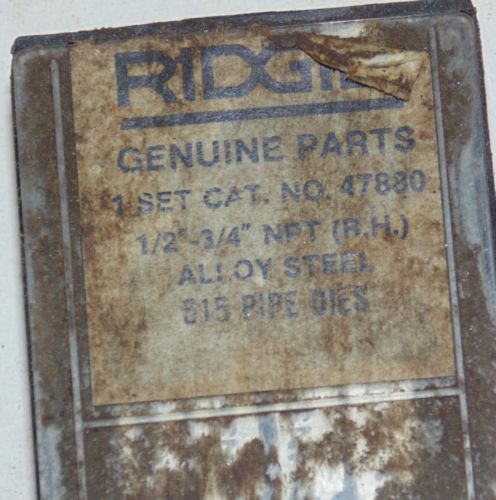 RIDGID
GENUINE PARTS
1 SET CAT. NO. 47880
1/2"-3/4" NPT (R.H.)
ALLOY STEEL
815 PIPE DIES